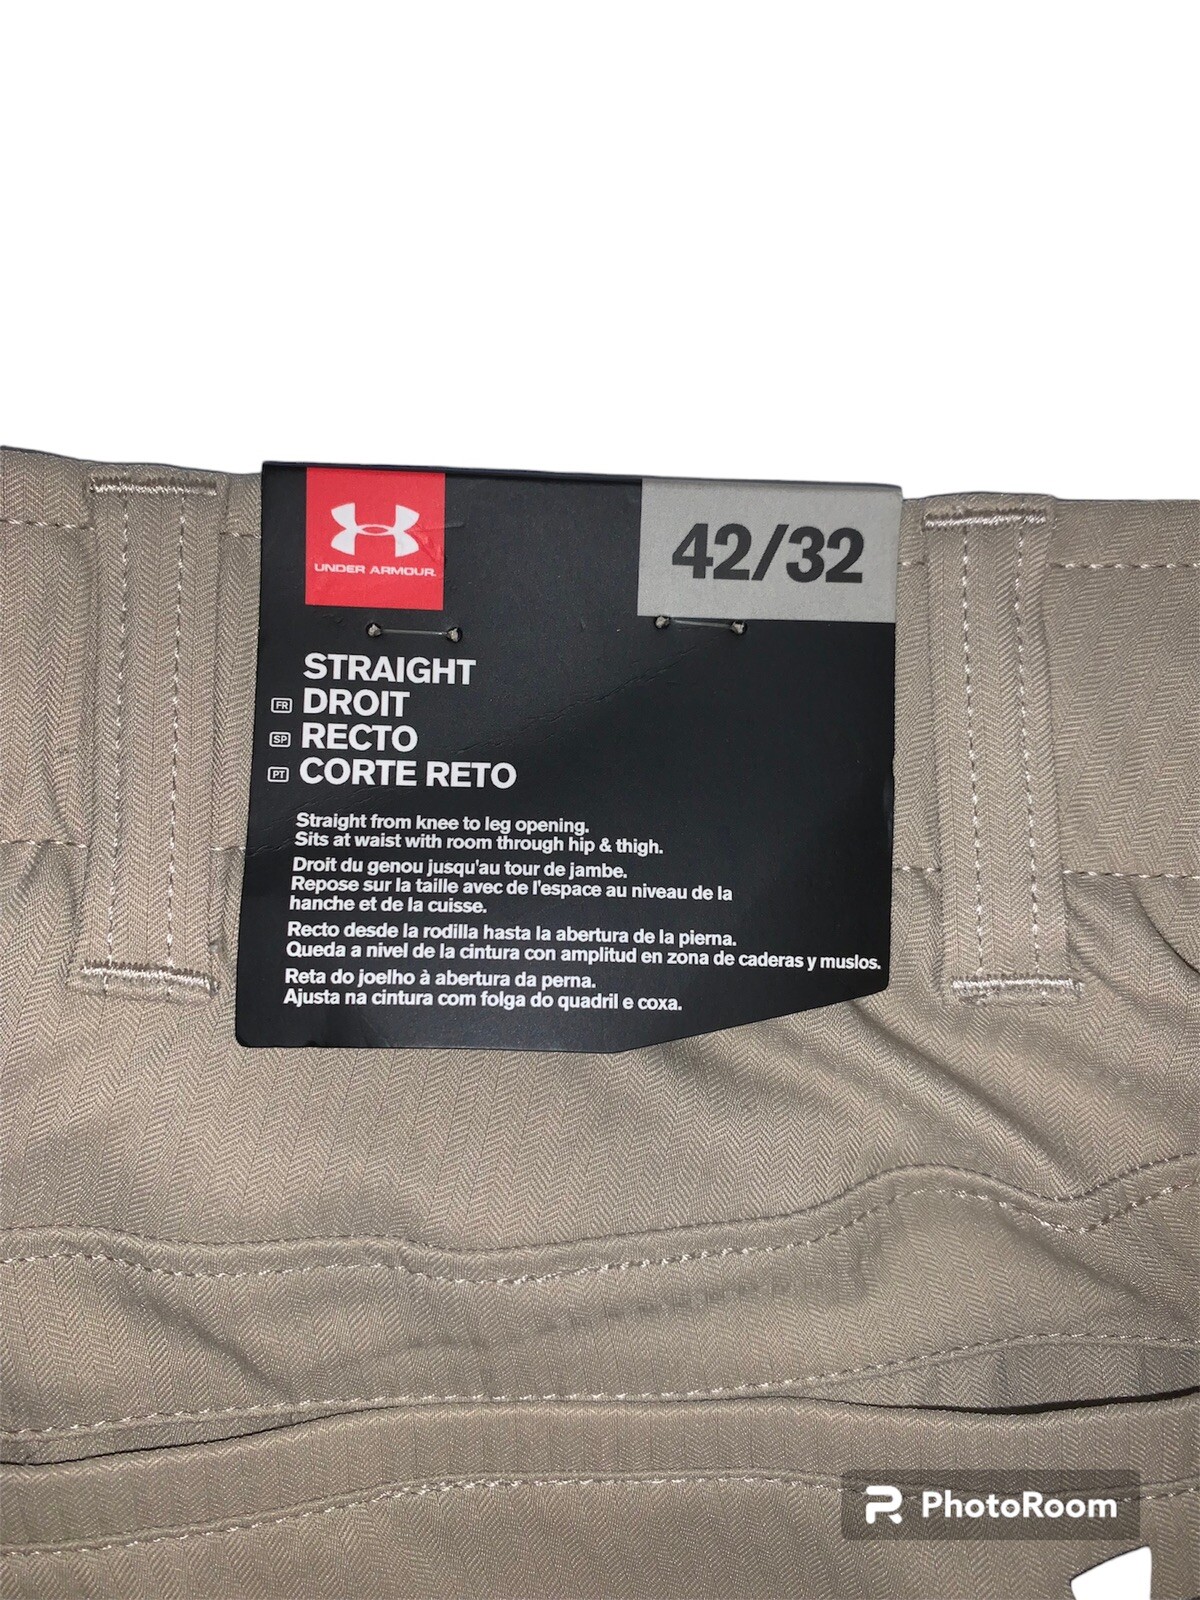 UNDER ARMOUR
42/32
STRAIGHT
FR DROIT
SP RECTO
PT CORTE RETO
Straight from knee to leg opening.
Sits at waist with room through hip & thigh.
Droit du genou jusqu'au tour de jambe.
Repose sur la taille avec de l'espace au niveau de la
hanche et de la cuisse.
Recto desde la rodilla hasta la abertura de la pierna.
Queda a nivel de la cintura con amplitud en zona de caderas y muslos.
Reta do joelho à abertura da perna.
Ajusta na cintura com folga do quadril e coxa.
PhotoRoom